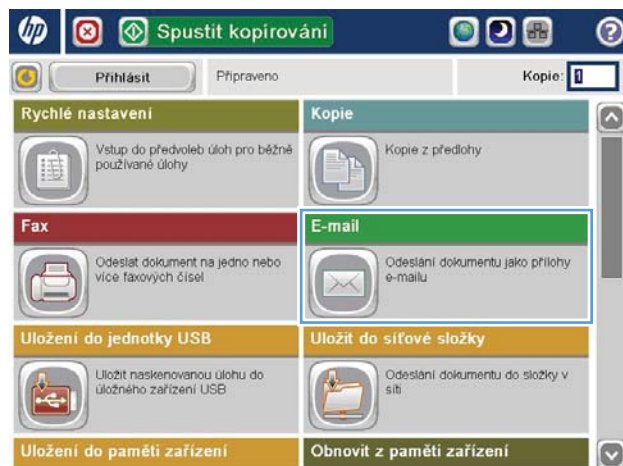 hp Spustit kopírování ?
Přihlásit Připraveno Kopie: 1
Rychlé nastavení
Vstup do předvoleb úloh pro běžně
používané úlohy
Kopie
Kopie z předlohy
Fax
Odeslat dokument na jedno nebo
více faxových čísel
E-mail
Odeslání dokumentu jako přílohy
e-mailu
Uložení do jednotky USB
Uložit naskenovanou úlohu do
úložného zařízení USB
Uložit do síťové složky
Odeslání dokumentu do složky v
síti
Uložení do paměti zařízení
Obnovit z paměti zařízení